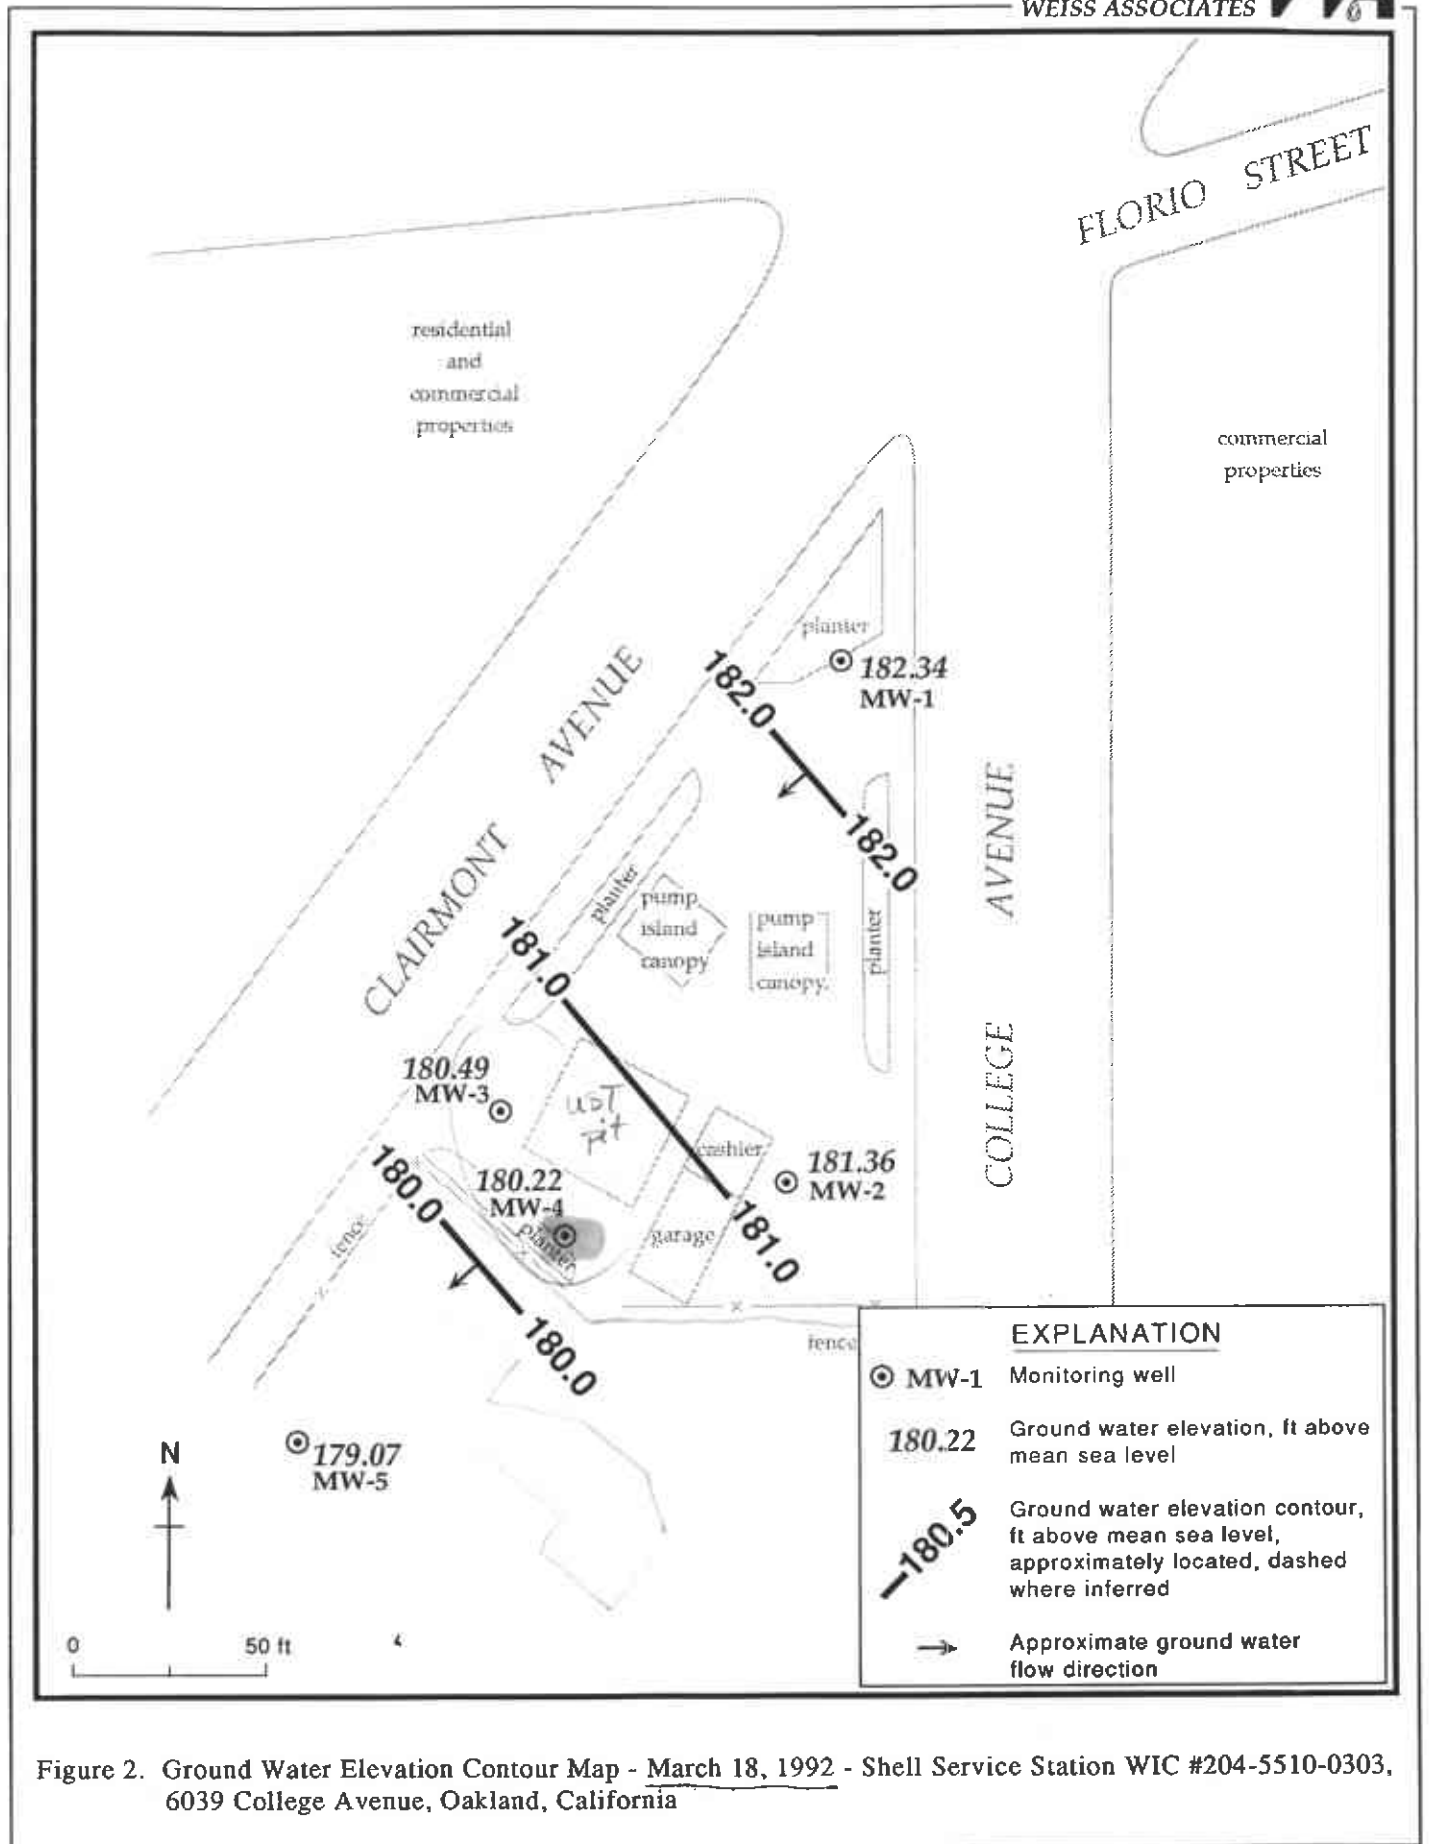 WEISS ASSOCIATES
FLORIO STREET
residential
and
commercial
properties
commercial
properties
planter
182.34
MW-1
182.0
182.0
CLAIRMONT AVENUE
COLLEGE AVENUE
planter
pump
island
canopy
pump
island
canopy
planter
181.0
180.49
MW-3
UST
pit
cashier
181.36
MW-2
180.22
MW-4
planter
garage
181.0
180.0
fence
180.0
fence
179.07
MW-5
N
0 50 ft
EXPLANATION
MW-1 Monitoring well
180.22 Ground water elevation, ft above
mean sea level
180.5 Ground water elevation contour,
ft above mean sea level,
approximately located, dashed
where inferred
Approximate ground water
flow direction
Figure 2. Ground Water Elevation Contour Map - March 18, 1992 - Shell Service Station WIC #204-5510-0303,
6039 College Avenue, Oakland, California